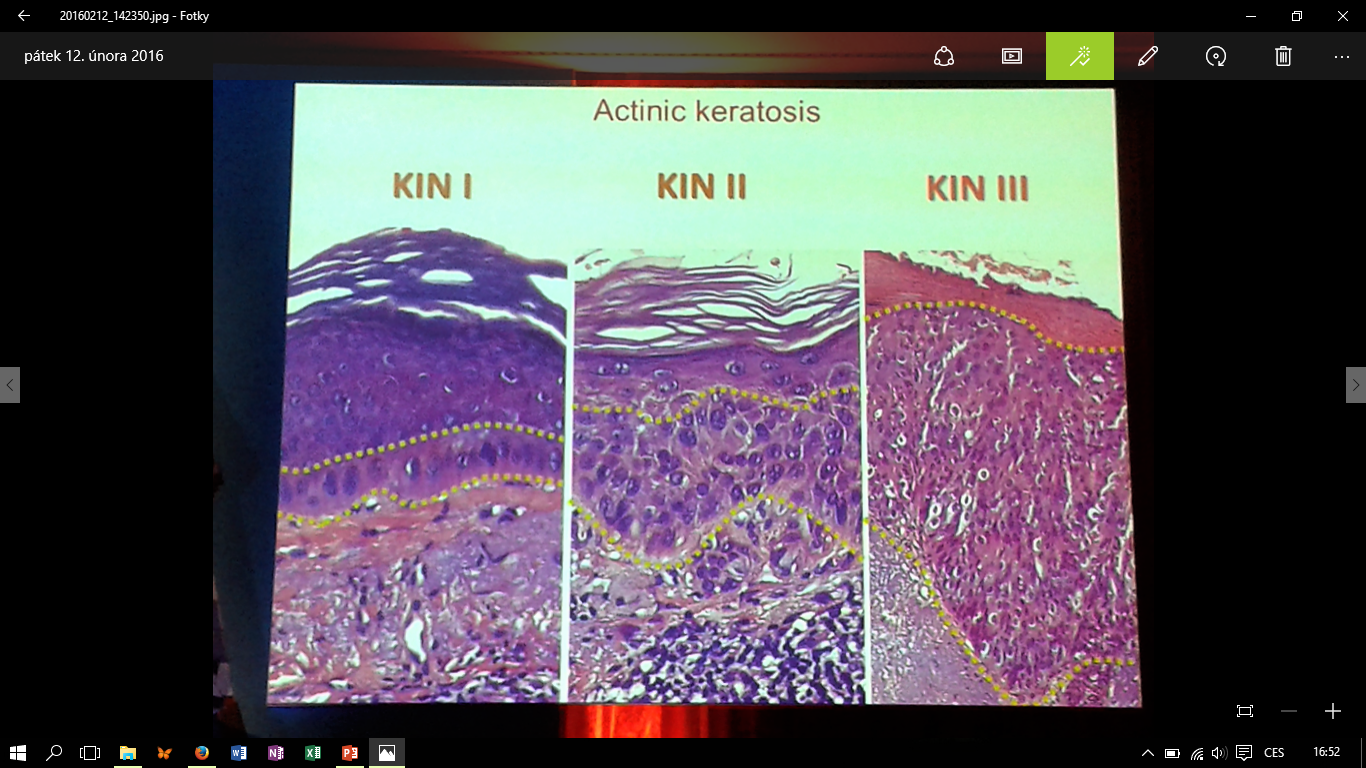 20160212_142350.jpg - Fotky
pátek 12. února 2016
Actinic keratosis
KIN I
KIN II
KIN III
CES
16:52